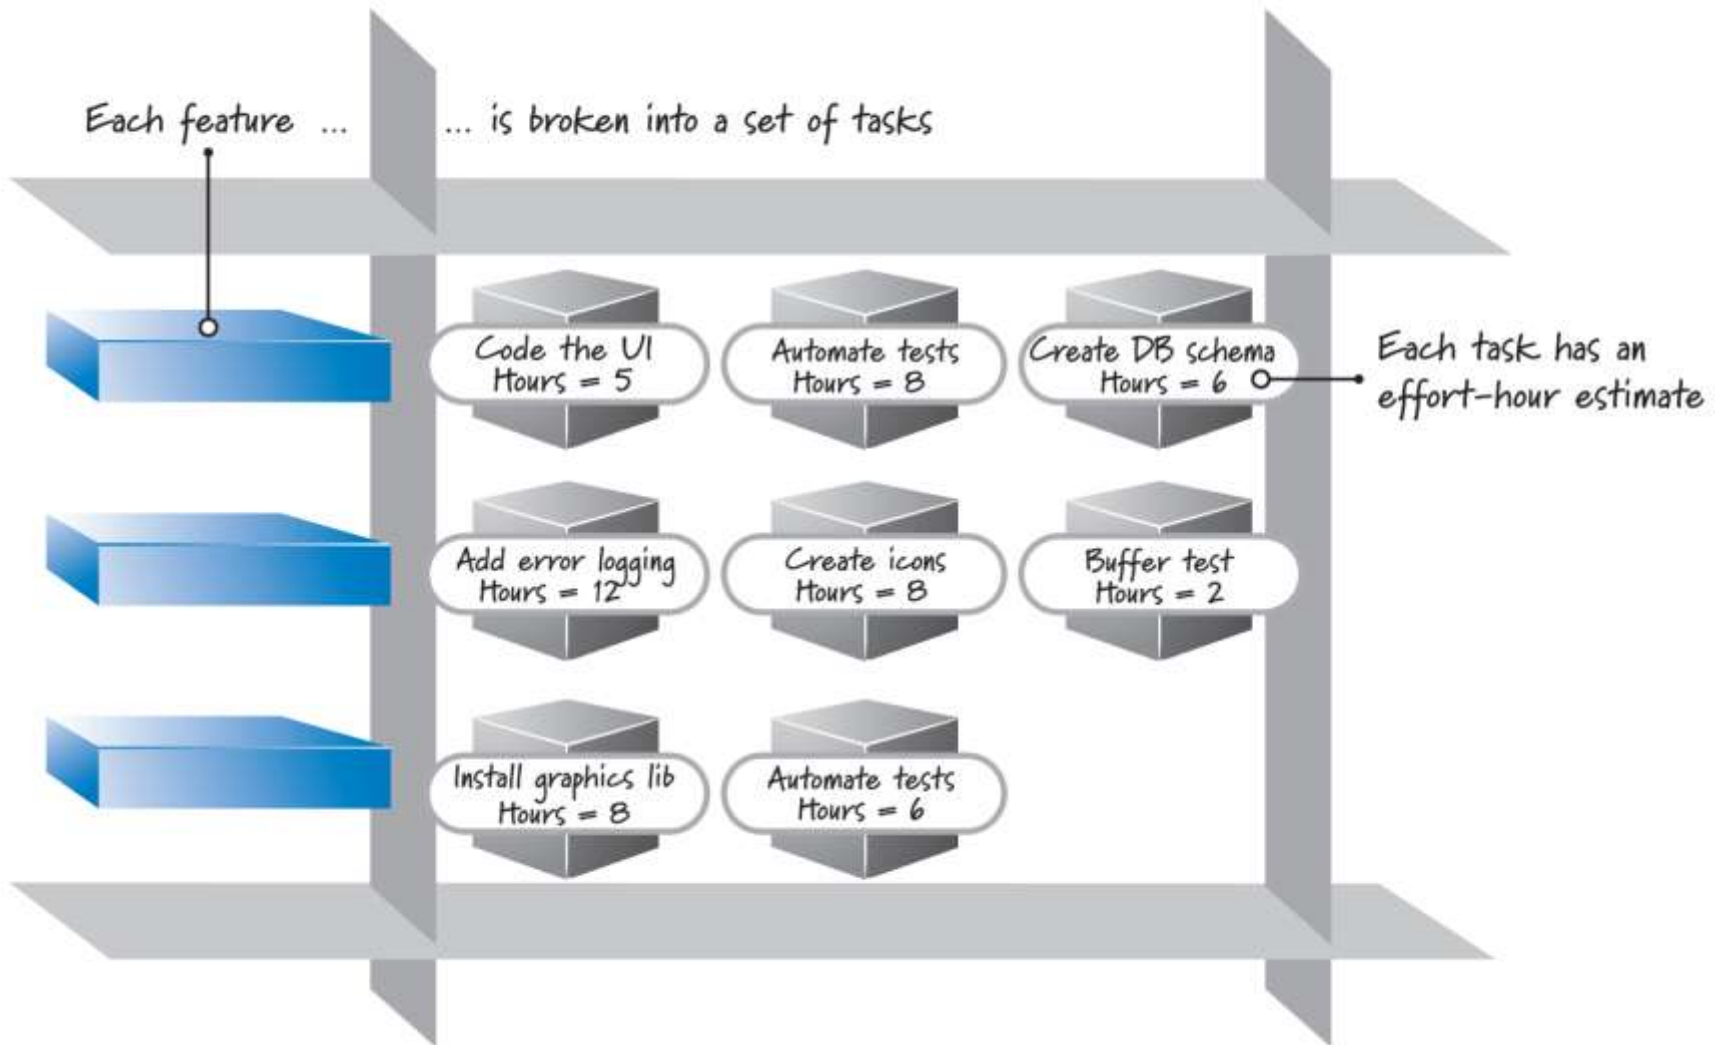 Each feature ...
... is broken into a set of tasks
Code the UI
Hours = 5
Automate tests
Hours = 8
Create DB schema
Hours = 6
Each task has an
effort-hour estimate
Add error logging
Hours = 12
Create icons
Hours = 8
Buffer test
Hours = 2
Install graphics lib
Hours = 8
Automate tests
Hours = 6